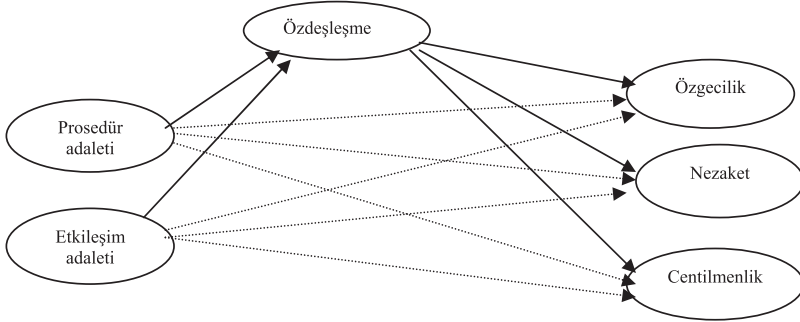 Özdeşleşme
Özgecilik
Prosedür
adaleti
Nezaket
Etkileşim
adaleti
Centilmenlik